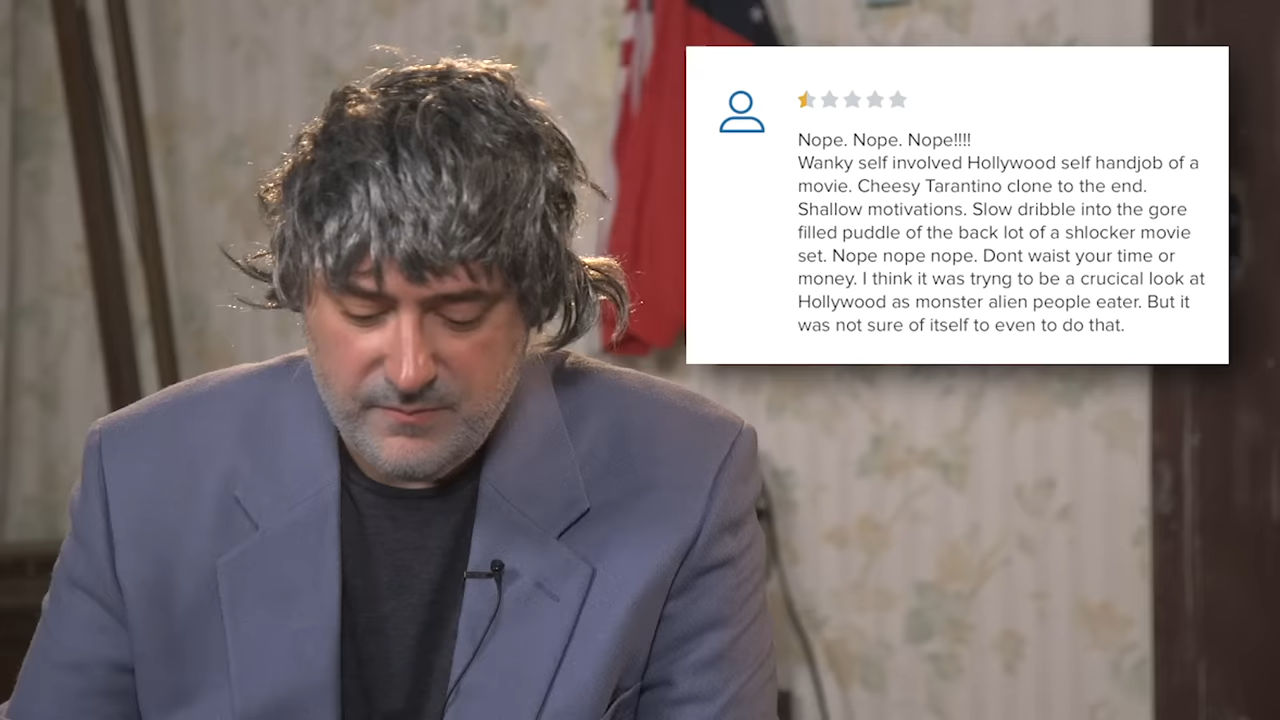 Nope. Nope. Nope!!!!
Wanky self involved Hollywood self handjob of a
movie. Cheesy Tarantino clone to the end.
Shallow motivations. Slow dribble into the gore
filled puddle of the back lot of a shlocker movie
set. Nope nope nope. Dont waist your time or
money. I think it was tryng to be a crucical look at
Hollywood as monster alien people eater. But it
was not sure of itself to even to do that.